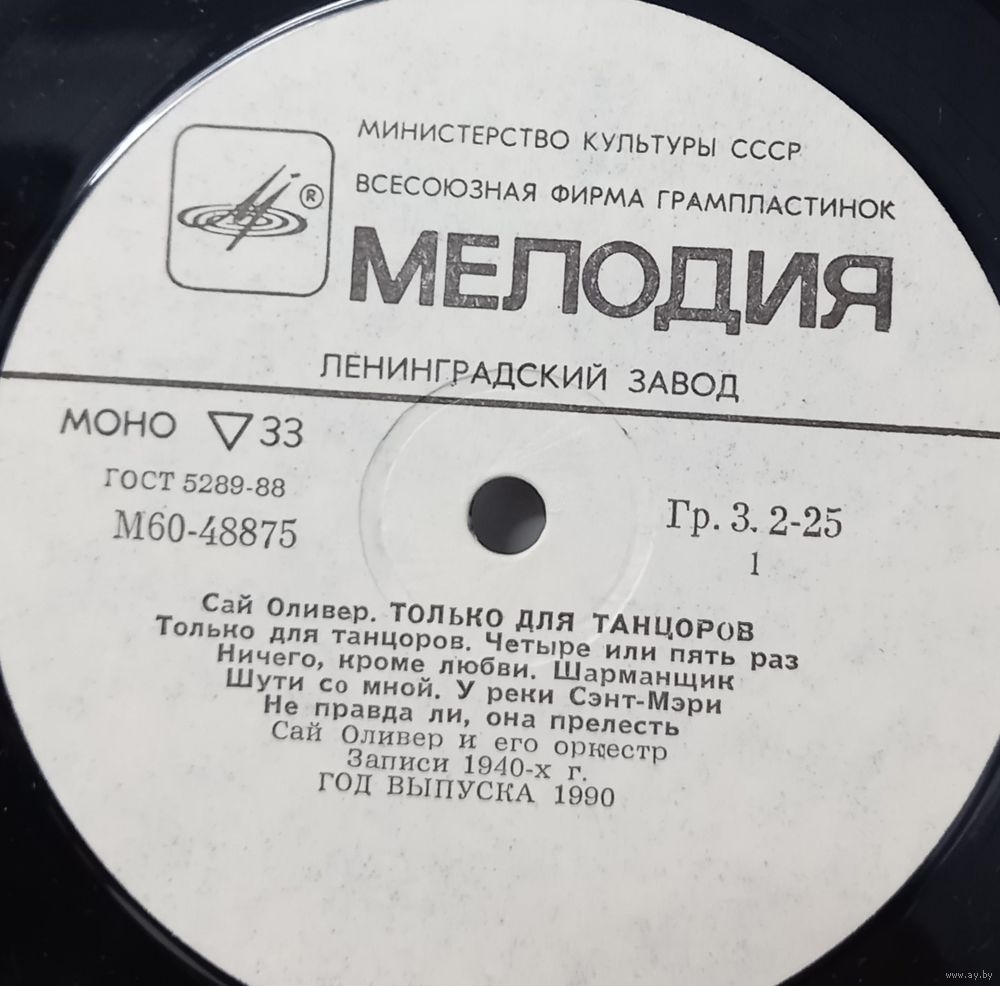 МИНИСТЕРСТВО КУЛЬТУРЫ СССР
®
ВСЕСОЮЗНАЯ ФИРМА ГРАМПЛАСТИНОК
МЕЛОДИЯ
ЛЕНИНГРАДСКИЙ ЗАВОД
МОНО ▽ 33
ГОСТ 5289-88
М60-48875
Гр. 3. 2-25
1
Сай Оливер. ТОЛЬКО ДЛЯ ТАНЦОРОВ
Только для танцоров. Четыре или пять раз
Ничего, кроме любви. Шарманщик
Шути со мной. У реки Сэнт-Мэри
Не правда ли, она прелесть
Сай Оливер и его оркестр
Записи 1940-х г.
ГОД ВЫПУСКА 1990
www.ay.by